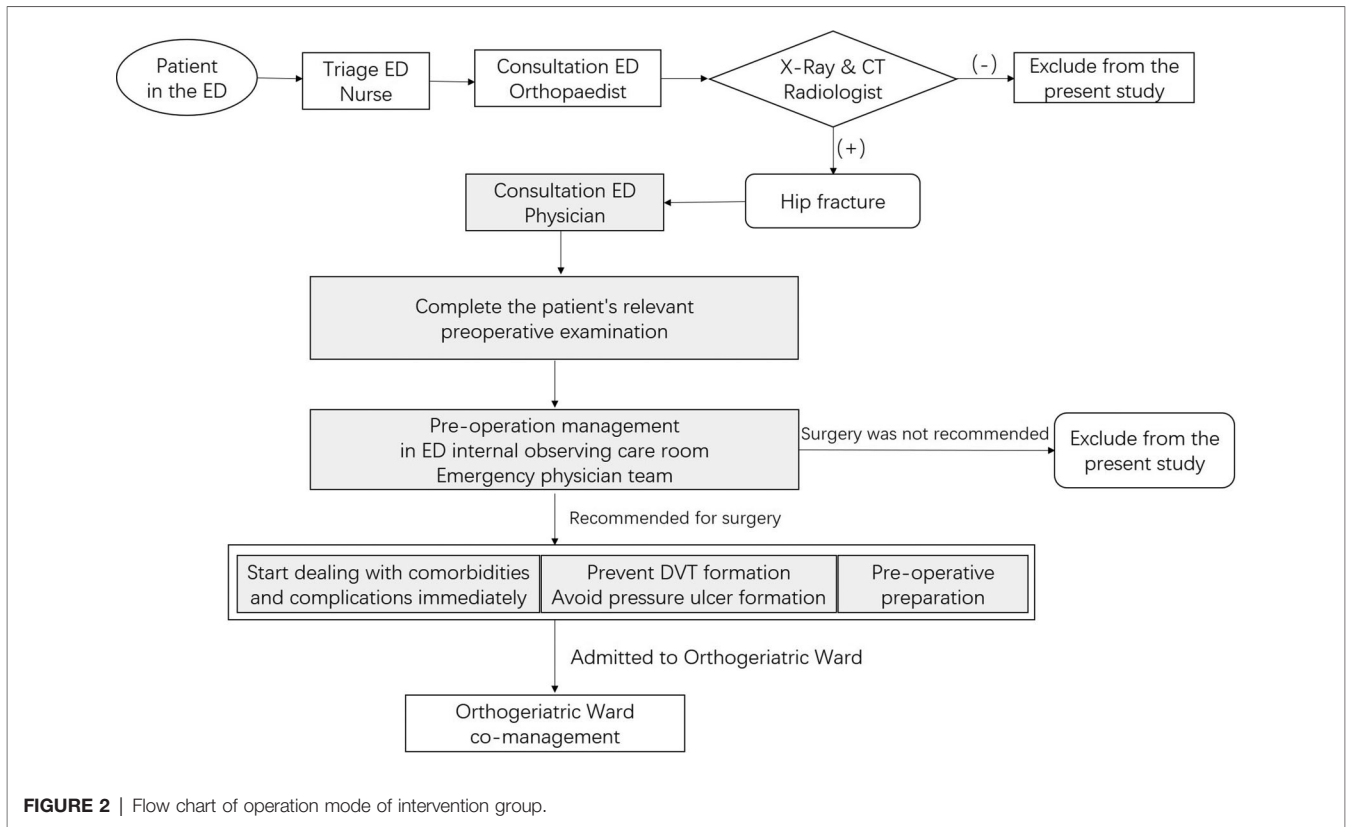 Patient
in the ED
Triage ED
Nurse
Consultation ED
Orthopaedist
X-Ray & CT
Radiologist
(-)
Exclude from the
present study
(+)
Hip fracture
Consultation ED
Physician
Complete the patient's relevant
preoperative examination
Pre-operation management
in ED internal observing care room
Emergency physician team
Surgery was not recommended
Exclude from the
present study
Recommended for surgery
Start dealing with comorbidities
and complications immediately
Prevent DVT formation
Avoid pressure ulcer formation
Pre-operative
preparation
Admitted to Orthogeriatric Ward
Orthogeriatric Ward
co-management
FIGURE 2 | Flow chart of operation mode of intervention group.